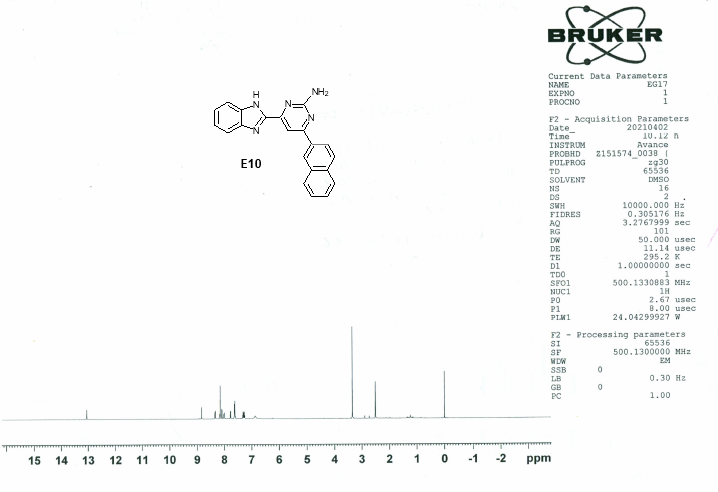 BRUKER
Current Data Parameters
NAME EG17
EXPNO 1
PROCNO 1
F2 - Acquisition Parameters
Date_ 20210402
Time 10.12 h
INSTRUM Avance
PROBHD Z151574_0038 (
PULPROG zg30
TD 65536
SOLVENT DMSO
NS 16
DS 2
SWH 10000.000 Hz
FIDRES 0.305176 Hz
AQ 3.2767999 sec
RG 101
DW 50.000 usec
DE 11.14 usec
TE 295.2 K
D1 1.00000000 sec
TD0 1
SFO1 500.1330883 MHz
NUC1 1H
P0 2.67 usec
P1 8.00 usec
PLW1 24.04299927 W
F2 - Processing parameters
SI 65536
SF 500.1300000 MHz
WDW EM
SSB 0
LB 0.30 Hz
GB 0
PC 1.00
H
N
N
NH2
N
N
E10
15 14 13 12 11 10 9 8 7 6 5 4 3 2 1 0 -1 -2 ppm